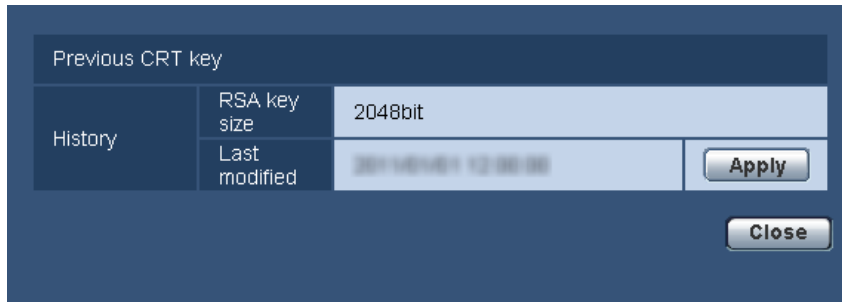 Previous CRT key
History
RSA key
size
2048bit
Last
modified
Apply
Close